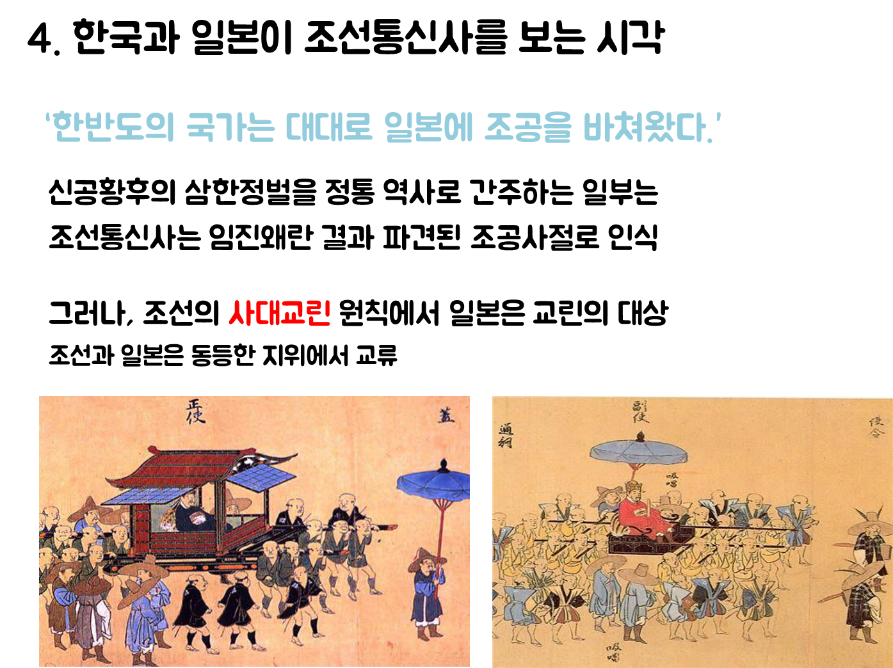 4. 한국과 일본이 조선통신사를 보는 시각
‘한반도의 국가는 대대로 일본에 조공을 바쳐왔다.’
신공황후의 삼한정벌을 정통 역사로 간주하는 일부는
조선통신사는 임진왜란 결과 파견된 조공사절로 인식
그러나, 조선의 사대교린 원칙에서 일본은 교린의 대상
조선과 일본은 동등한 지위에서 교류
正使
蓋
副使